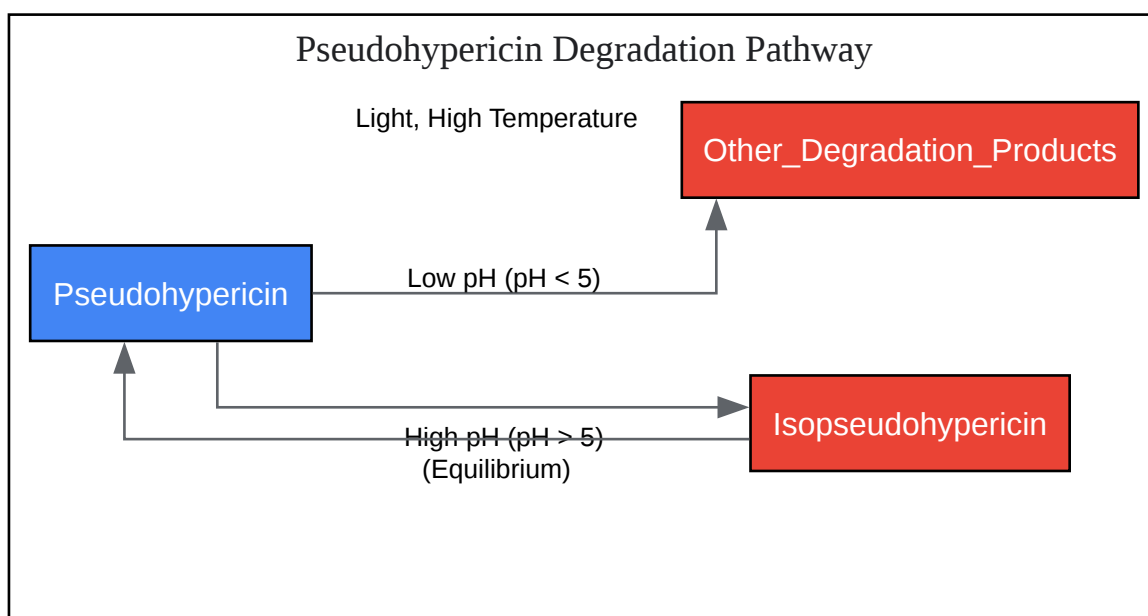 Pseudohypericin Degradation Pathway
Light, High Temperature
Other_Degradation_Products
Pseudohypericin
Low pH (pH < 5)
Isopseudohypericin
High pH (pH > 5)
(Equilibrium)